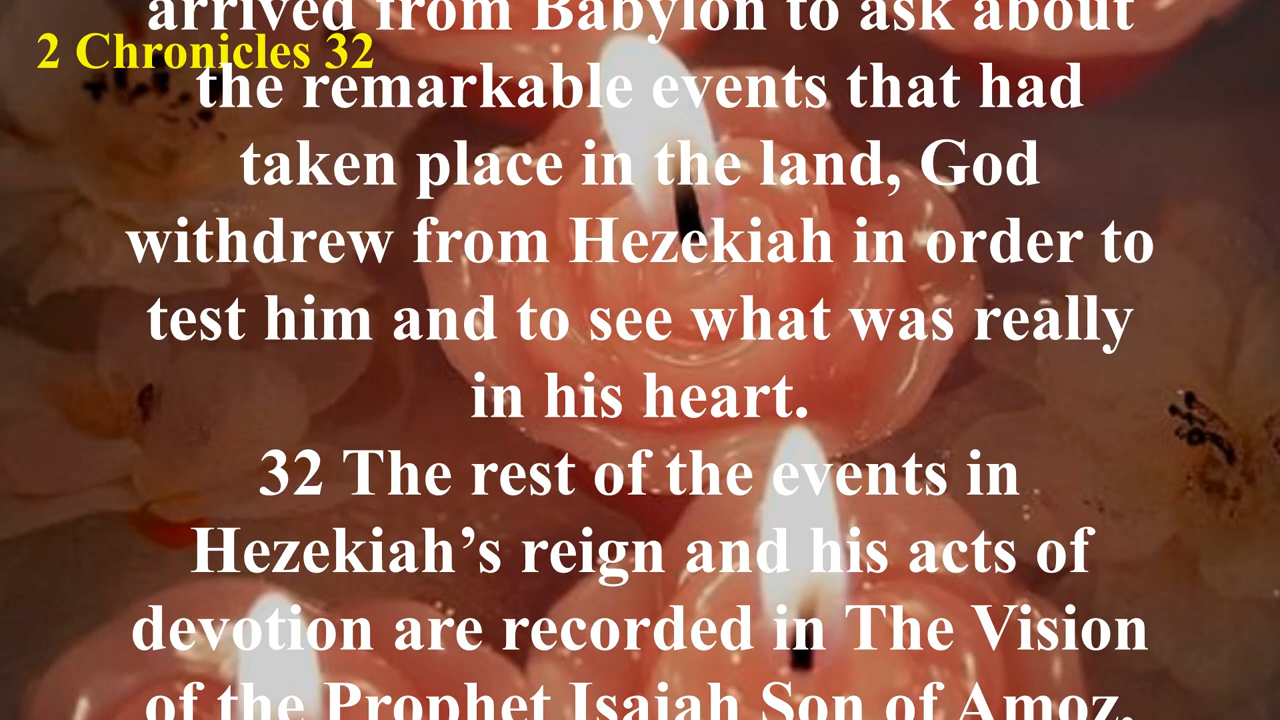 2 Chronicles 32
arrived from Babylon to ask about
the remarkable events that had
taken place in the land, God
withdrew from Hezekiah in order to
test him and to see what was really
in his heart.
32 The rest of the events in
Hezekiah’s reign and his acts of
devotion are recorded in The Vision
of the Prophet Isaiah Son of Amoz,